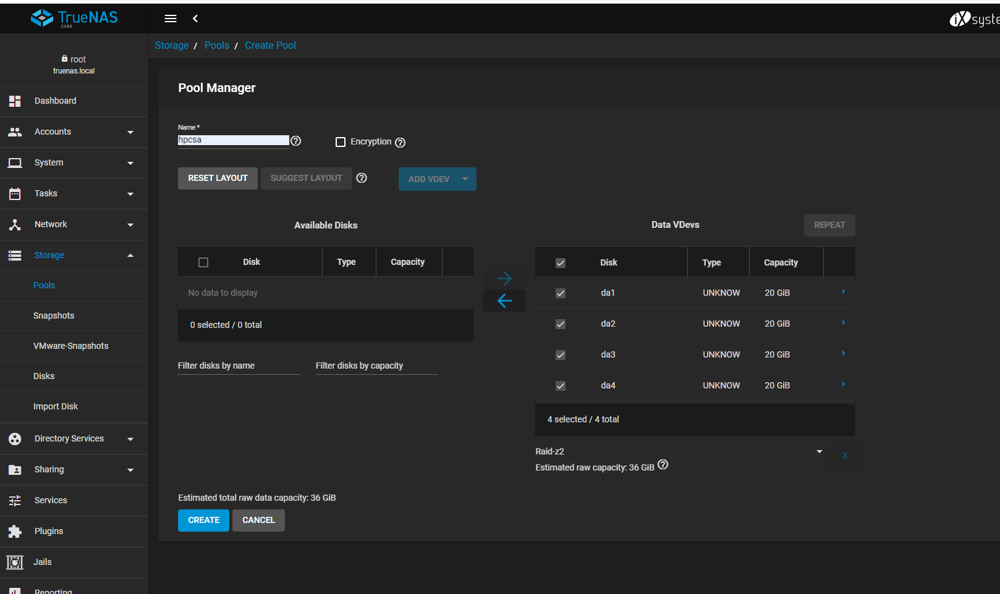 TrueNAS
CORE
iXsyste
root
truenas.local
Dashboard
Accounts
System
Tasks
Network
Storage
Pools
Snapshots
VMware-Snapshots
Disks
Import Disk
Directory Services
Sharing
Services
Plugins
Jails
Reporting
Storage / Pools / Create Pool
Pool Manager
Name *
hpcsa
Encryption
RESET LAYOUT SUGGEST LAYOUT ADD VDEV
Available Disks
Disk Type Capacity
No data to display
0 selected / 0 total
Filter disks by name Filter disks by capacity
Data VDevs REPEAT
Disk Type Capacity
da1 UNKNOW 20 GiB
da2 UNKNOW 20 GiB
da3 UNKNOW 20 GiB
da4 UNKNOW 20 GiB
4 selected / 4 total
Raid-z2 X
Estimated raw capacity: 36 GiB
Estimated total raw data capacity: 36 GiB
CREATE CANCEL